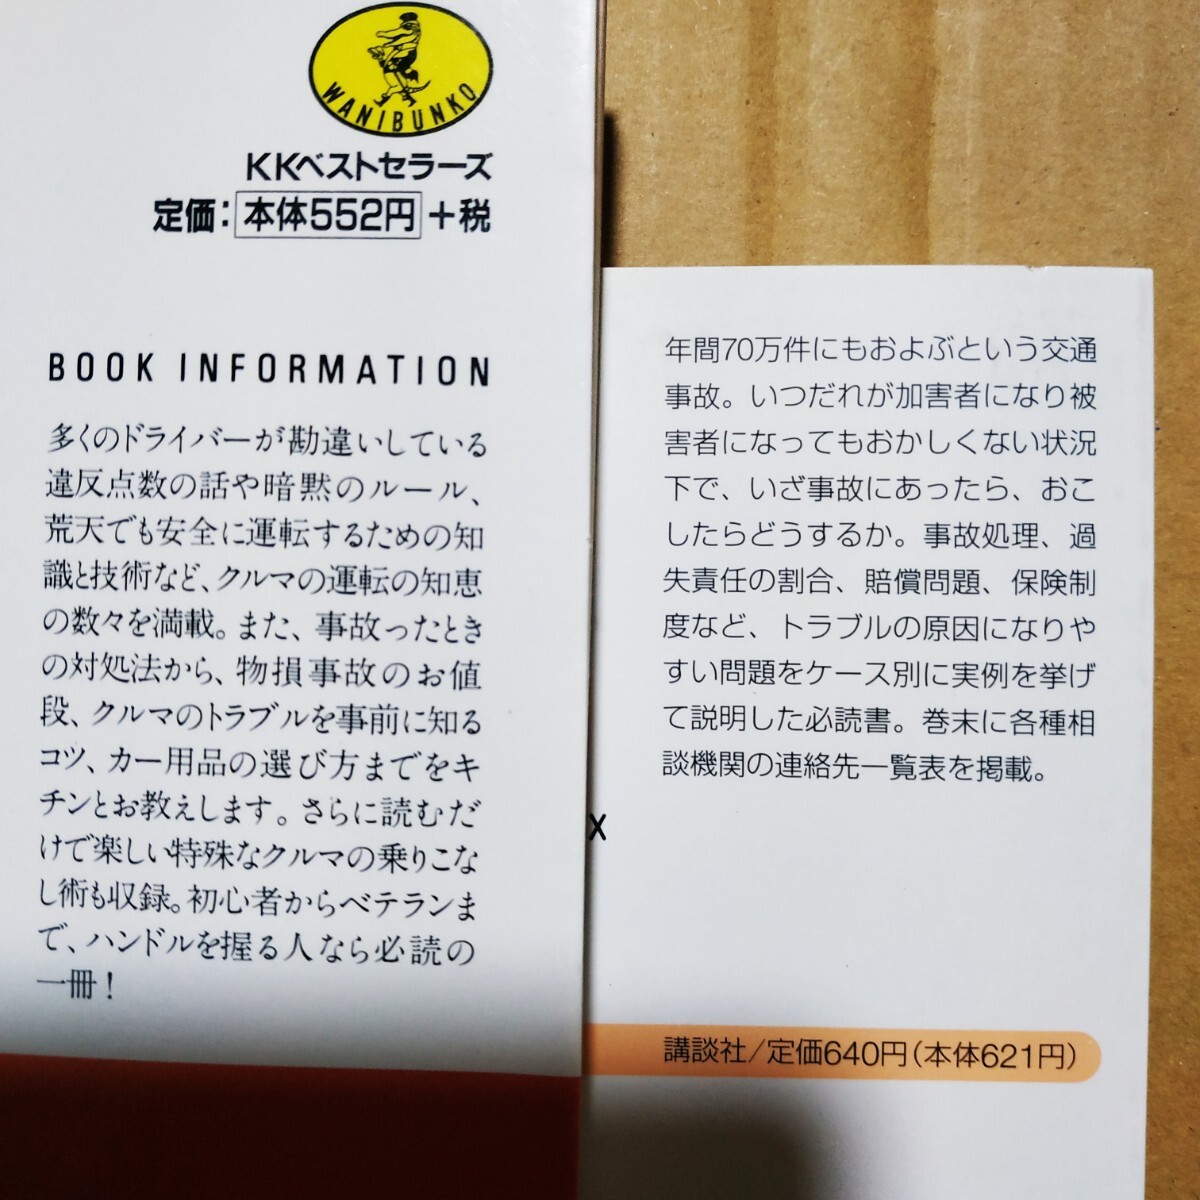 WANIBUNKO
KKベストセラーズ
定価：本体552円＋税
BOOK INFORMATION
多くのドライバーが勘違いしている
違反点数の話や暗黙のルール、
荒天でも安全に運転するための知
識と技術など、クルマの運転の知恵
の数々を満載。また、事故ったとき
の対処法から、物損事故のお値
段、クルマのトラブルを事前に知る
コツ、カー用品の選び方までをキ
チンとお教えします。さらに読むだ
けで楽しい特殊なクルマの乗りこな
し術も収録。初心者からベテランま
で、ハンドルを握る人なら必読の
一冊！
年間70万件にもおよぶという交通
事故。いつだれが加害者になり被
害者になってもおかしくない状況
下で、いざ事故にあったら、おこ
したらどうするか。事故処理、過
失責任の割合、賠償問題、保険制
度など、トラブルの原因になりや
すい問題をケース別に実例を挙げ
て説明した必読書。巻末に各種相
談機関の連絡先一覧表を掲載。
x
講談社/定価640円（本体621円）